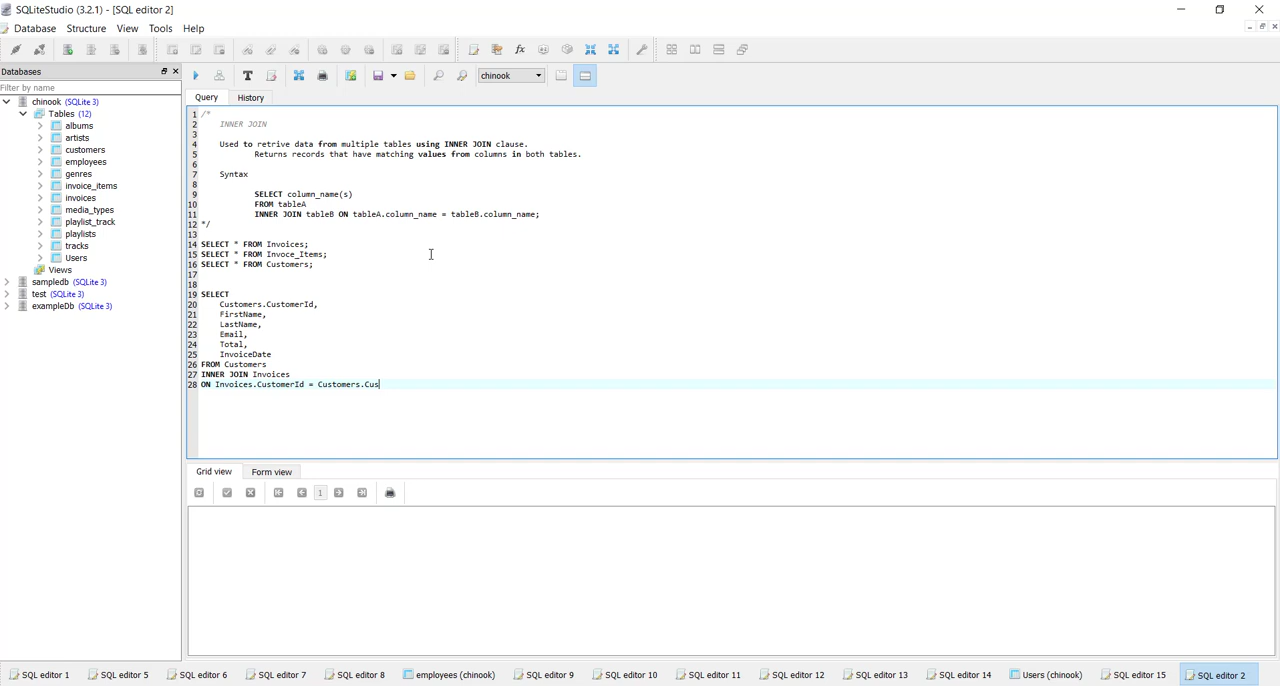 SQLiteStudio (3.2.1) - [SQL editor 2]
Database Structure View Tools Help
Databases
Filter by name
chinook (SQLite 3)
Tables (12)
albums
artists
customers
employees
genres
invoice_items
invoices
media_types
playlist_track
playlists
tracks
Users
Views
sampledb (SQLite 3)
test (SQLite 3)
exampleDb (SQLite 3)
chinook
Query History
1 /*
2 INNER JOIN
3
4 Used to retrive data from multiple tables using INNER JOIN clause.
5 Returns records that have matching values from columns in both tables.
6
7 Syntax
8
9 SELECT column_name(s)
10 FROM tableA
11 INNER JOIN tableB ON tableA.column_name = tableB.column_name;
12 */
13
14 SELECT * FROM Invoices;
15 SELECT * FROM Invoce_Items;
16 SELECT * FROM Customers;
17
18
19 SELECT
20 Customers.CustomerId,
21 FirstName,
22 LastName,
23 Email,
24 Total,
25 InvoiceDate
26 FROM Customers
27 INNER JOIN Invoices
28 ON Invoices.CustomerId = Customers.Cus
Grid view Form view
1
SQL editor 1 SQL editor 5 SQL editor 6 SQL editor 7 SQL editor 8 employees (chinook) SQL editor 9 SQL editor 10 SQL editor 11 SQL editor 12 SQL editor 13 SQL editor 14 Users (chinook) SQL editor 15 SQL editor 2